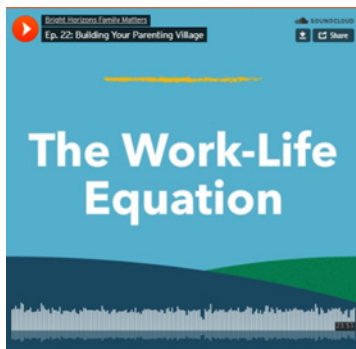 Bright Horizons Family Matters
SOUNDCLOUD
Ep. 22: Building Your Parenting Village
Share
The Work-Life
Equation